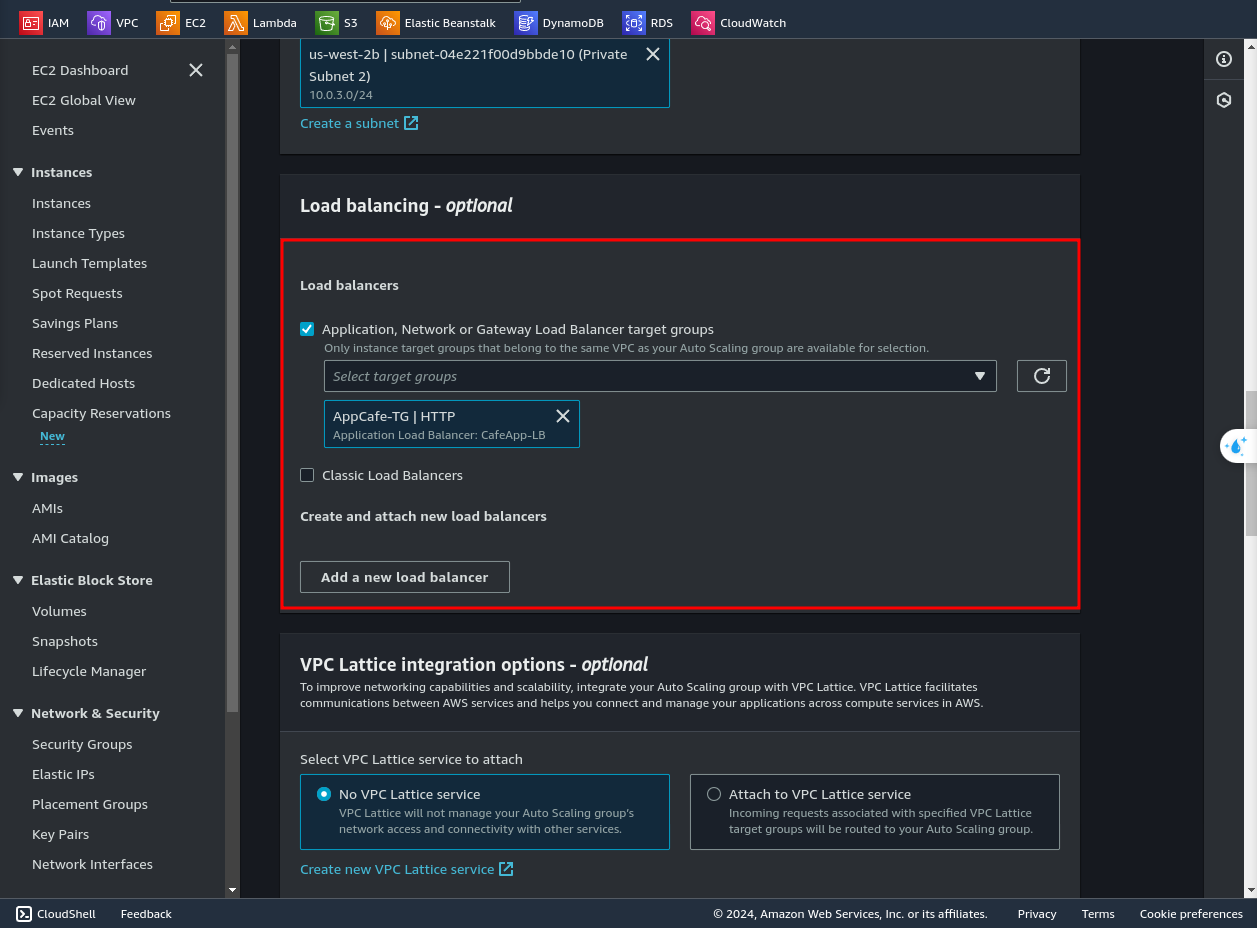 IAM VPC EC2 Lambda S3 Elastic Beanstalk DynamoDB RDS CloudWatch
EC2 Dashboard
EC2 Global View
Events
Instances
Instances
Instance Types
Launch Templates
Spot Requests
Savings Plans
Reserved Instances
Dedicated Hosts
Capacity Reservations
New
Images
AMIs
AMI Catalog
Elastic Block Store
Volumes
Snapshots
Lifecycle Manager
Network & Security
Security Groups
Elastic IPs
Placement Groups
Key Pairs
Network Interfaces
us-west-2b | subnet-04e221f00d9bbde10 (Private
Subnet 2)
10.0.3.0/24
Create a subnet
Load balancing - optional
Load balancers
Application, Network or Gateway Load Balancer target groups
Only instance target groups that belong to the same VPC as your Auto Scaling group are available for selection.
Select target groups
AppCafe-TG | HTTP
Application Load Balancer: CafeApp-LB
Classic Load Balancers
Create and attach new load balancers
Add a new load balancer
VPC Lattice integration options - optional
To improve networking capabilities and scalability, integrate your Auto Scaling group with VPC Lattice. VPC Lattice facilitates
communications between AWS services and helps you connect and manage your applications across compute services in AWS.
Select VPC Lattice service to attach
No VPC Lattice service
VPC Lattice will not manage your Auto Scaling group's
network access and connectivity with other services.
Attach to VPC Lattice service
Incoming requests associated with specified VPC Lattice
target groups will be routed to your Auto Scaling group.
Create new VPC Lattice service
CloudShell Feedback © 2024, Amazon Web Services, Inc. or its affiliates. Privacy Terms Cookie preferences